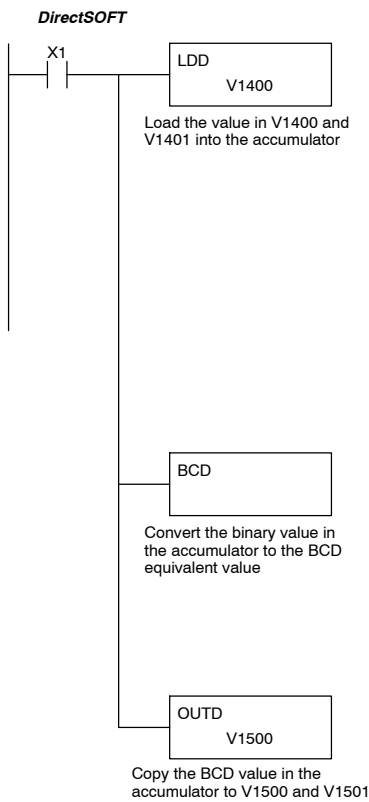 DirectSOFT
X1
LDD
V1400
Load the value in V1400 and
V1401 into the accumulator
BCD
Convert the binary value in
the accumulator to the BCD
equivalent value
OUTD
V1500
Copy the BCD value in the
accumulator to V1500 and V1501